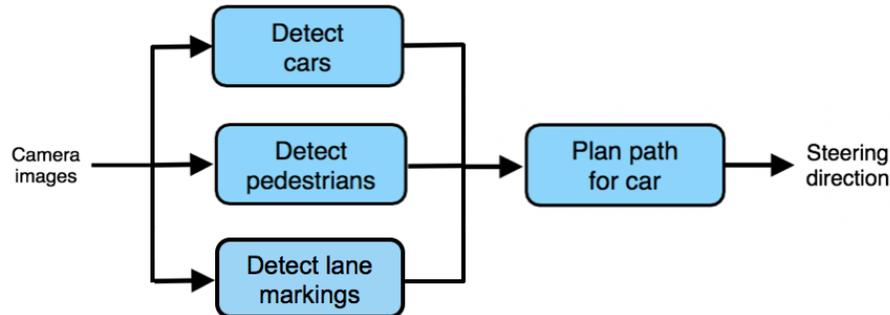 Detect
cars
Camera
images
Detect
pedestrians
Plan path
for car
Steering
direction
Detect lane
markings